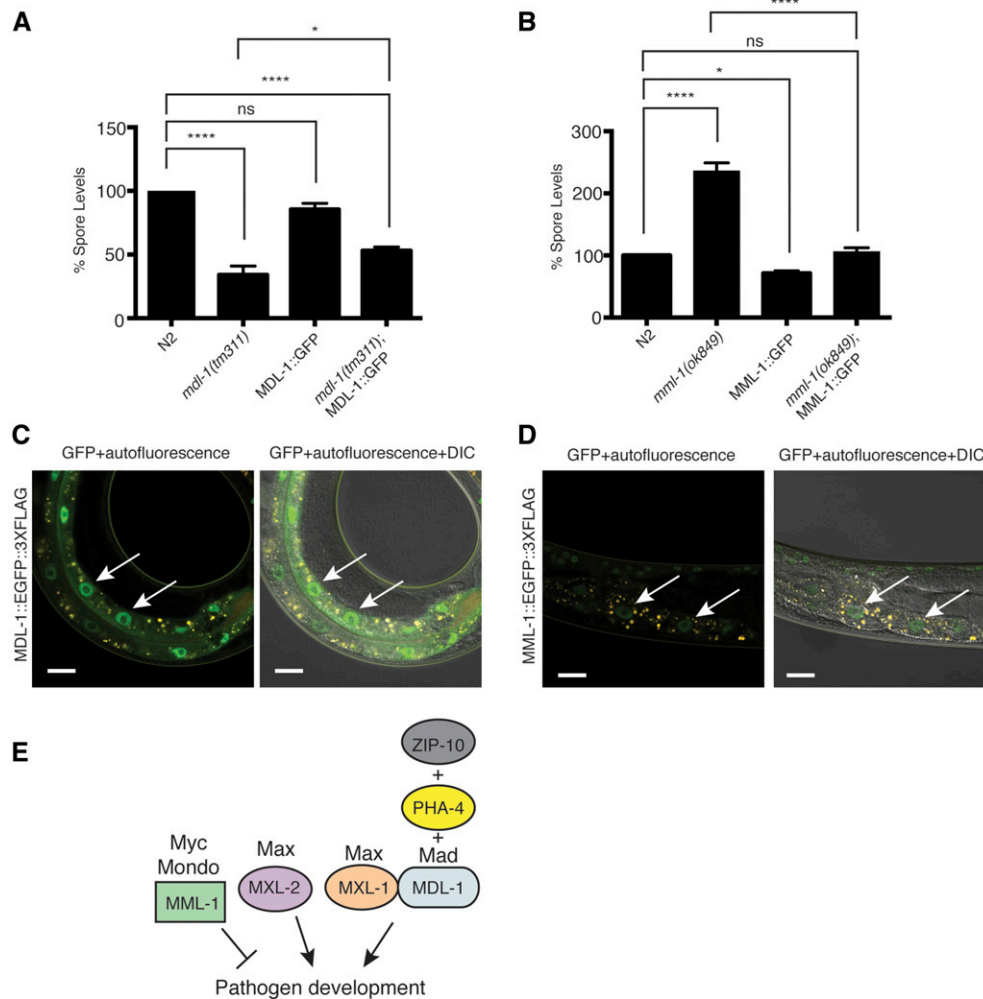 A
*
****
ns
****
150
100
50
0
% Spore Levels
N2
mdl-1(tm311)
MDL-1::GFP
mdl-1(tm311);
MDL-1::GFP
B
****
ns
*
****
300
200
100
0
% Spore Levels
N2
mml-1(ok849)
MML-1::GFP
mml-1(ok849);
MML-1::GFP
C
GFP+autofluorescence
GFP+autofluorescence+DIC
MDL-1::EGFP::3XFLAG
D
GFP+autofluorescence
GFP+autofluorescence+DIC
MML-1::EGFP::3XFLAG
E
ZIP-10
+
PHA-4
+
Myc
Mondo
Max
Max
Mad
MML-1
MXL-2
MXL-1
MDL-1
Pathogen development